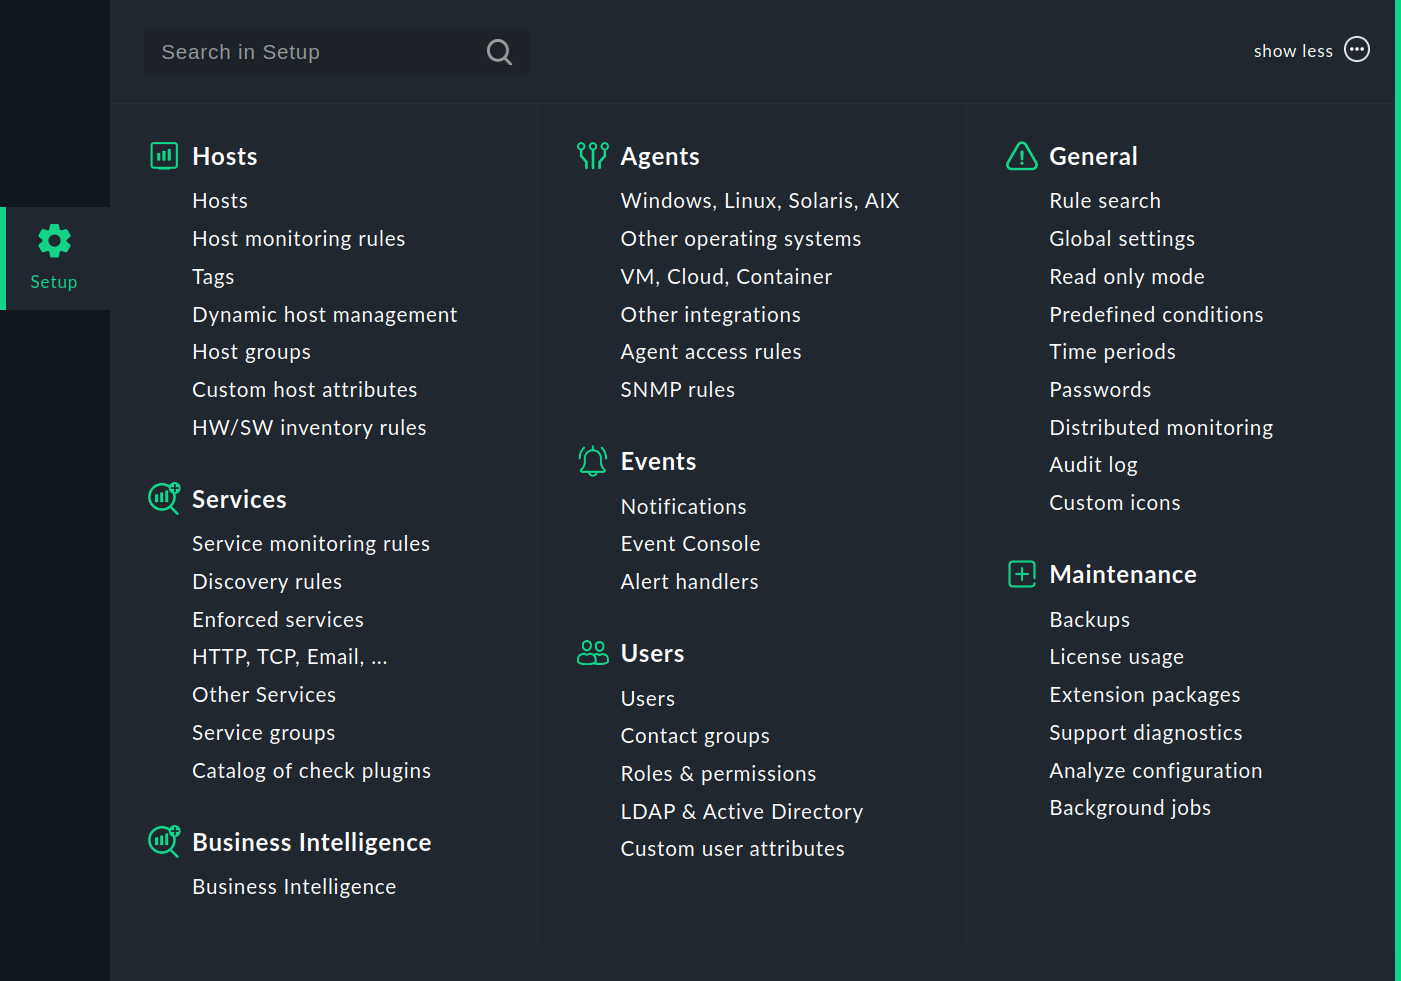 Search in Setup
show less
Setup
Hosts
Hosts
Host monitoring rules
Tags
Dynamic host management
Host groups
Custom host attributes
HW/SW inventory rules
Services
Service monitoring rules
Discovery rules
Enforced services
HTTP, TCP, Email, ...
Other Services
Service groups
Catalog of check plugins
Business Intelligence
Business Intelligence
Agents
Windows, Linux, Solaris, AIX
Other operating systems
VM, Cloud, Container
Other integrations
Agent access rules
SNMP rules
Events
Notifications
Event Console
Alert handlers
Users
Users
Contact groups
Roles & permissions
LDAP & Active Directory
Custom user attributes
General
Rule search
Global settings
Read only mode
Predefined conditions
Time periods
Passwords
Distributed monitoring
Audit log
Custom icons
Maintenance
Backups
License usage
Extension packages
Support diagnostics
Analyze configuration
Background jobs